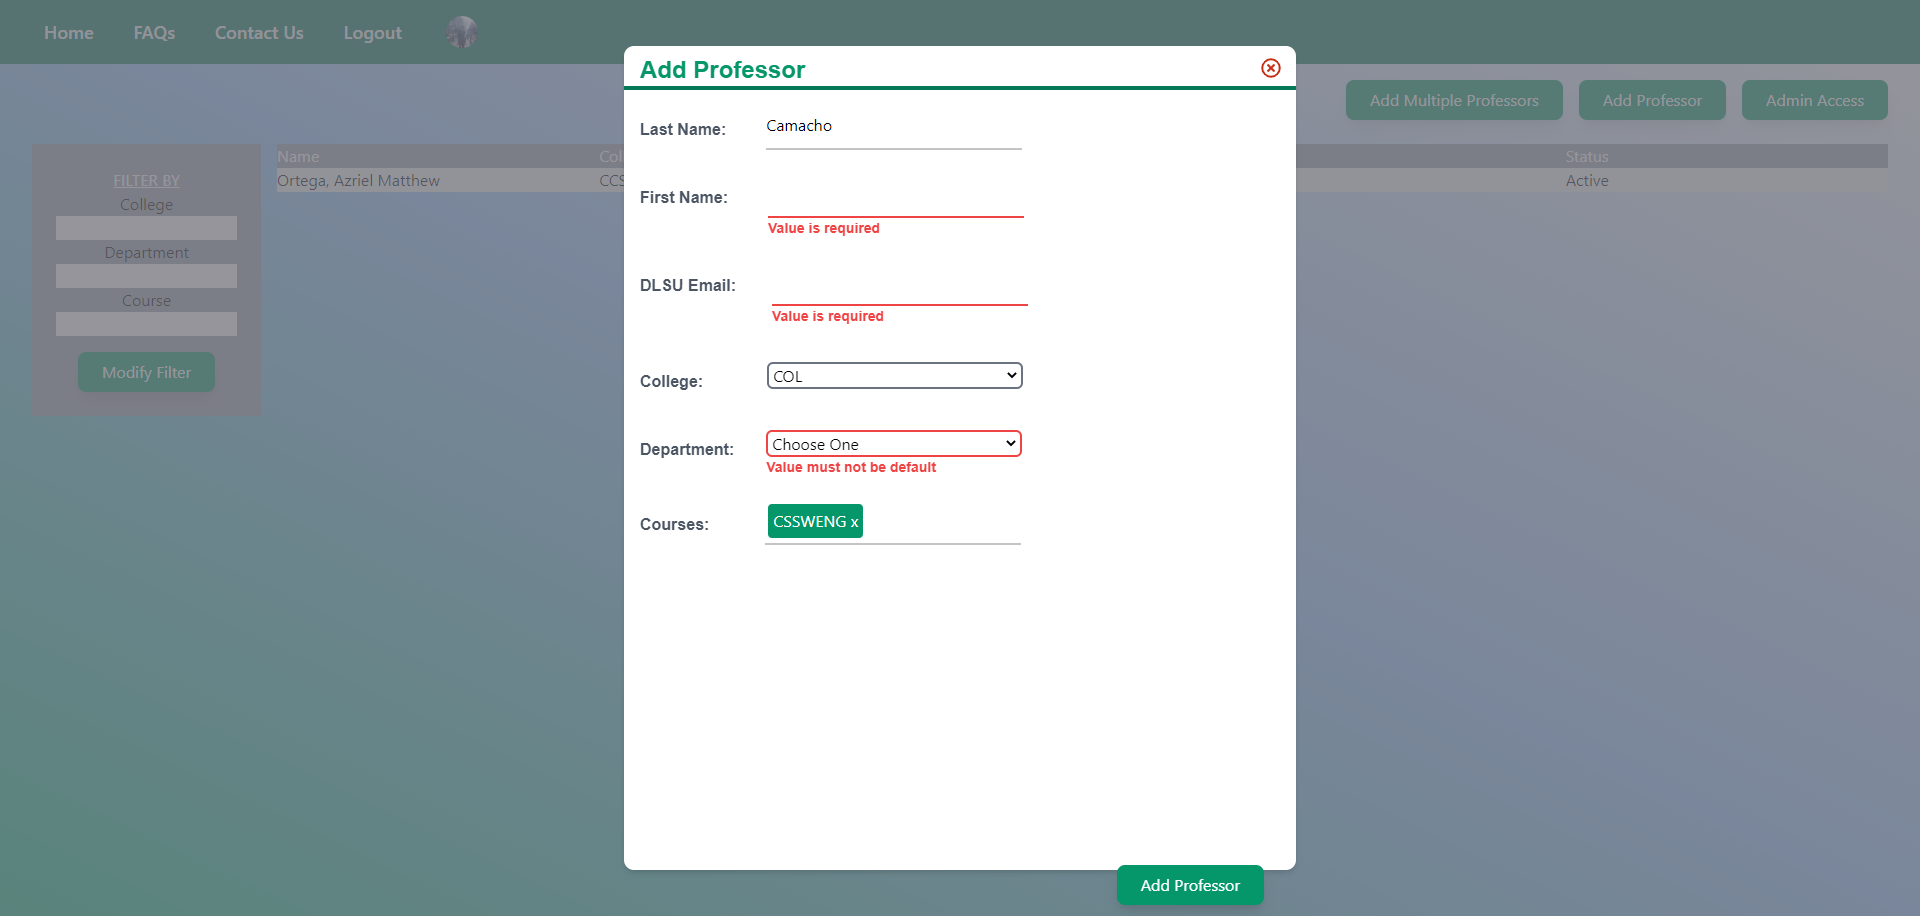 Home FAQs Contact Us Logout
Add Multiple Professors Add Professor Admin Access
FILTER BY
College
Department
Course
Modify Filter
Name Col Status
Ortega, Azriel Matthew CCS Active
Add Professor
Last Name: Camacho
First Name:
Value is required
DLSU Email:
Value is required
College: COL
Department: Choose One
Value must not be default
Courses: CSSWENG x
Add Professor